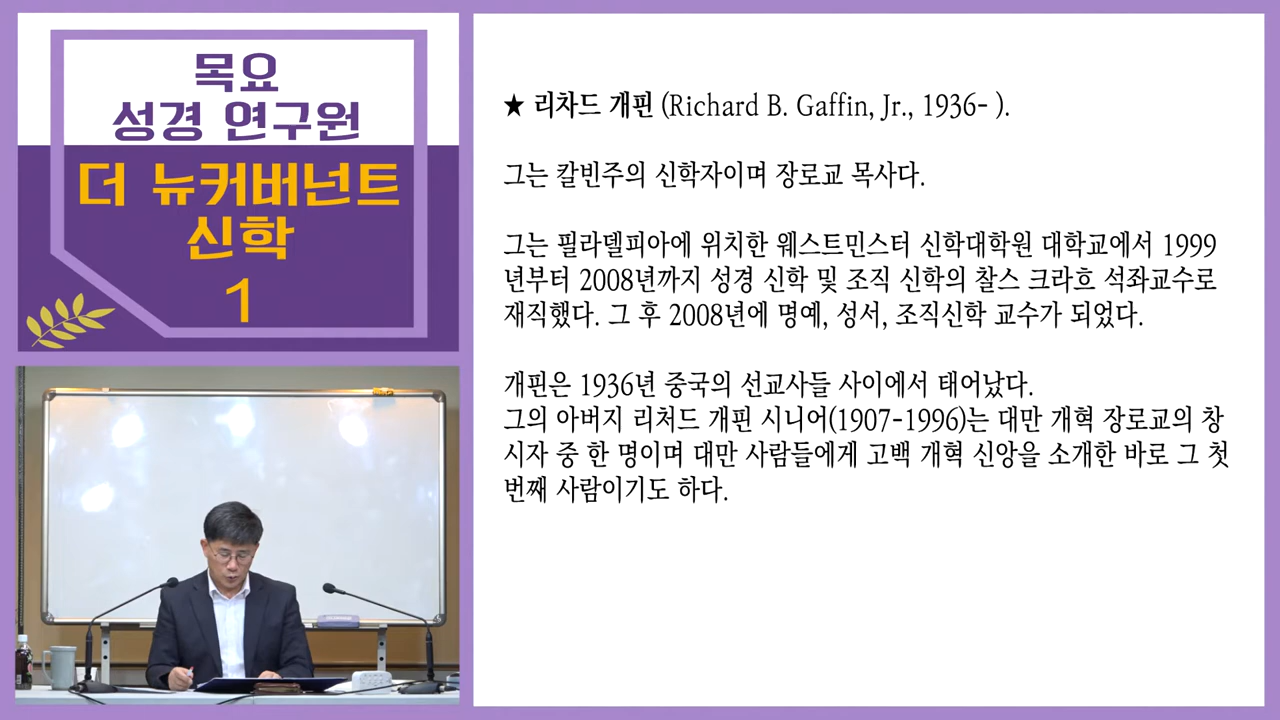 목요
성경 연구원
더 뉴커버넌트
신학
1
★ 리차드 개핀 (Richard B. Gaffin, Jr., 1936- ).
그는 칼빈주의 신학자이며 장로교 목사다.
그는 필라델피아에 위치한 웨스트민스터 신학대학원 대학교에서 1999
년부터 2008년까지 성경 신학 및 조직 신학의 찰스 크라흐 석좌교수로
재직했다. 그 후 2008년에 명예, 성서, 조직신학 교수가 되었다.
개핀은 1936년 중국의 선교사들 사이에서 태어났다.
그의 아버지 리처드 개핀 시니어(1907-1996)는 대만 개혁 장로교의 창
시자 중 한 명이며 대만 사람들에게 고백 개혁 신앙을 소개한 바로 그 첫
번째 사람이기도 하다.